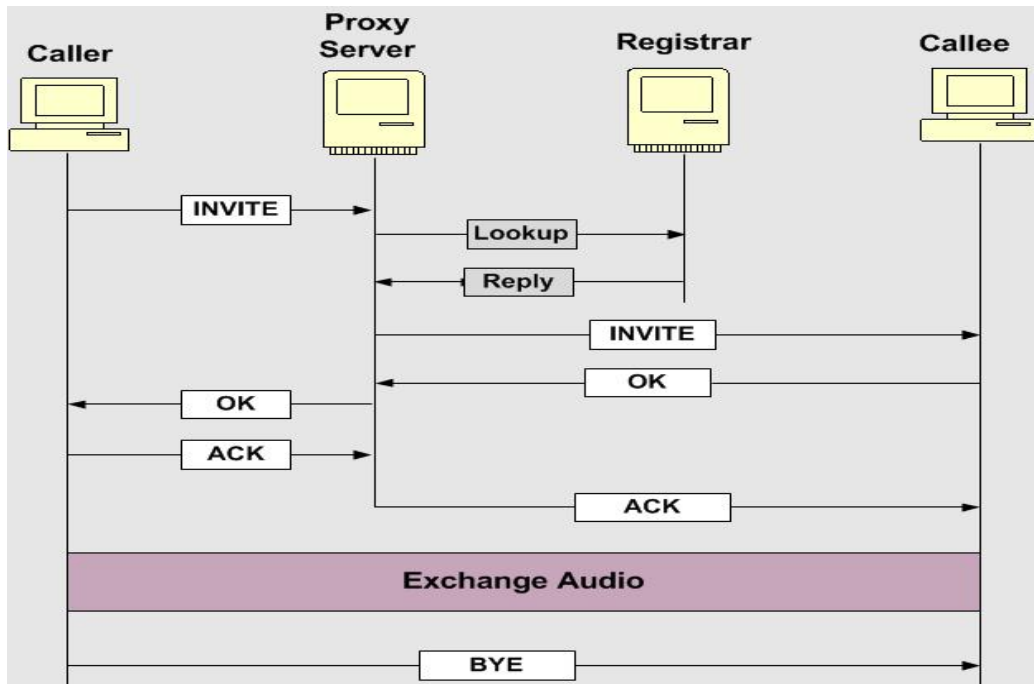 Caller
Proxy
Server
Registrar
Callee
INVITE
Lookup
Reply
INVITE
OK
OK
ACK
ACK
Exchange Audio
BYE